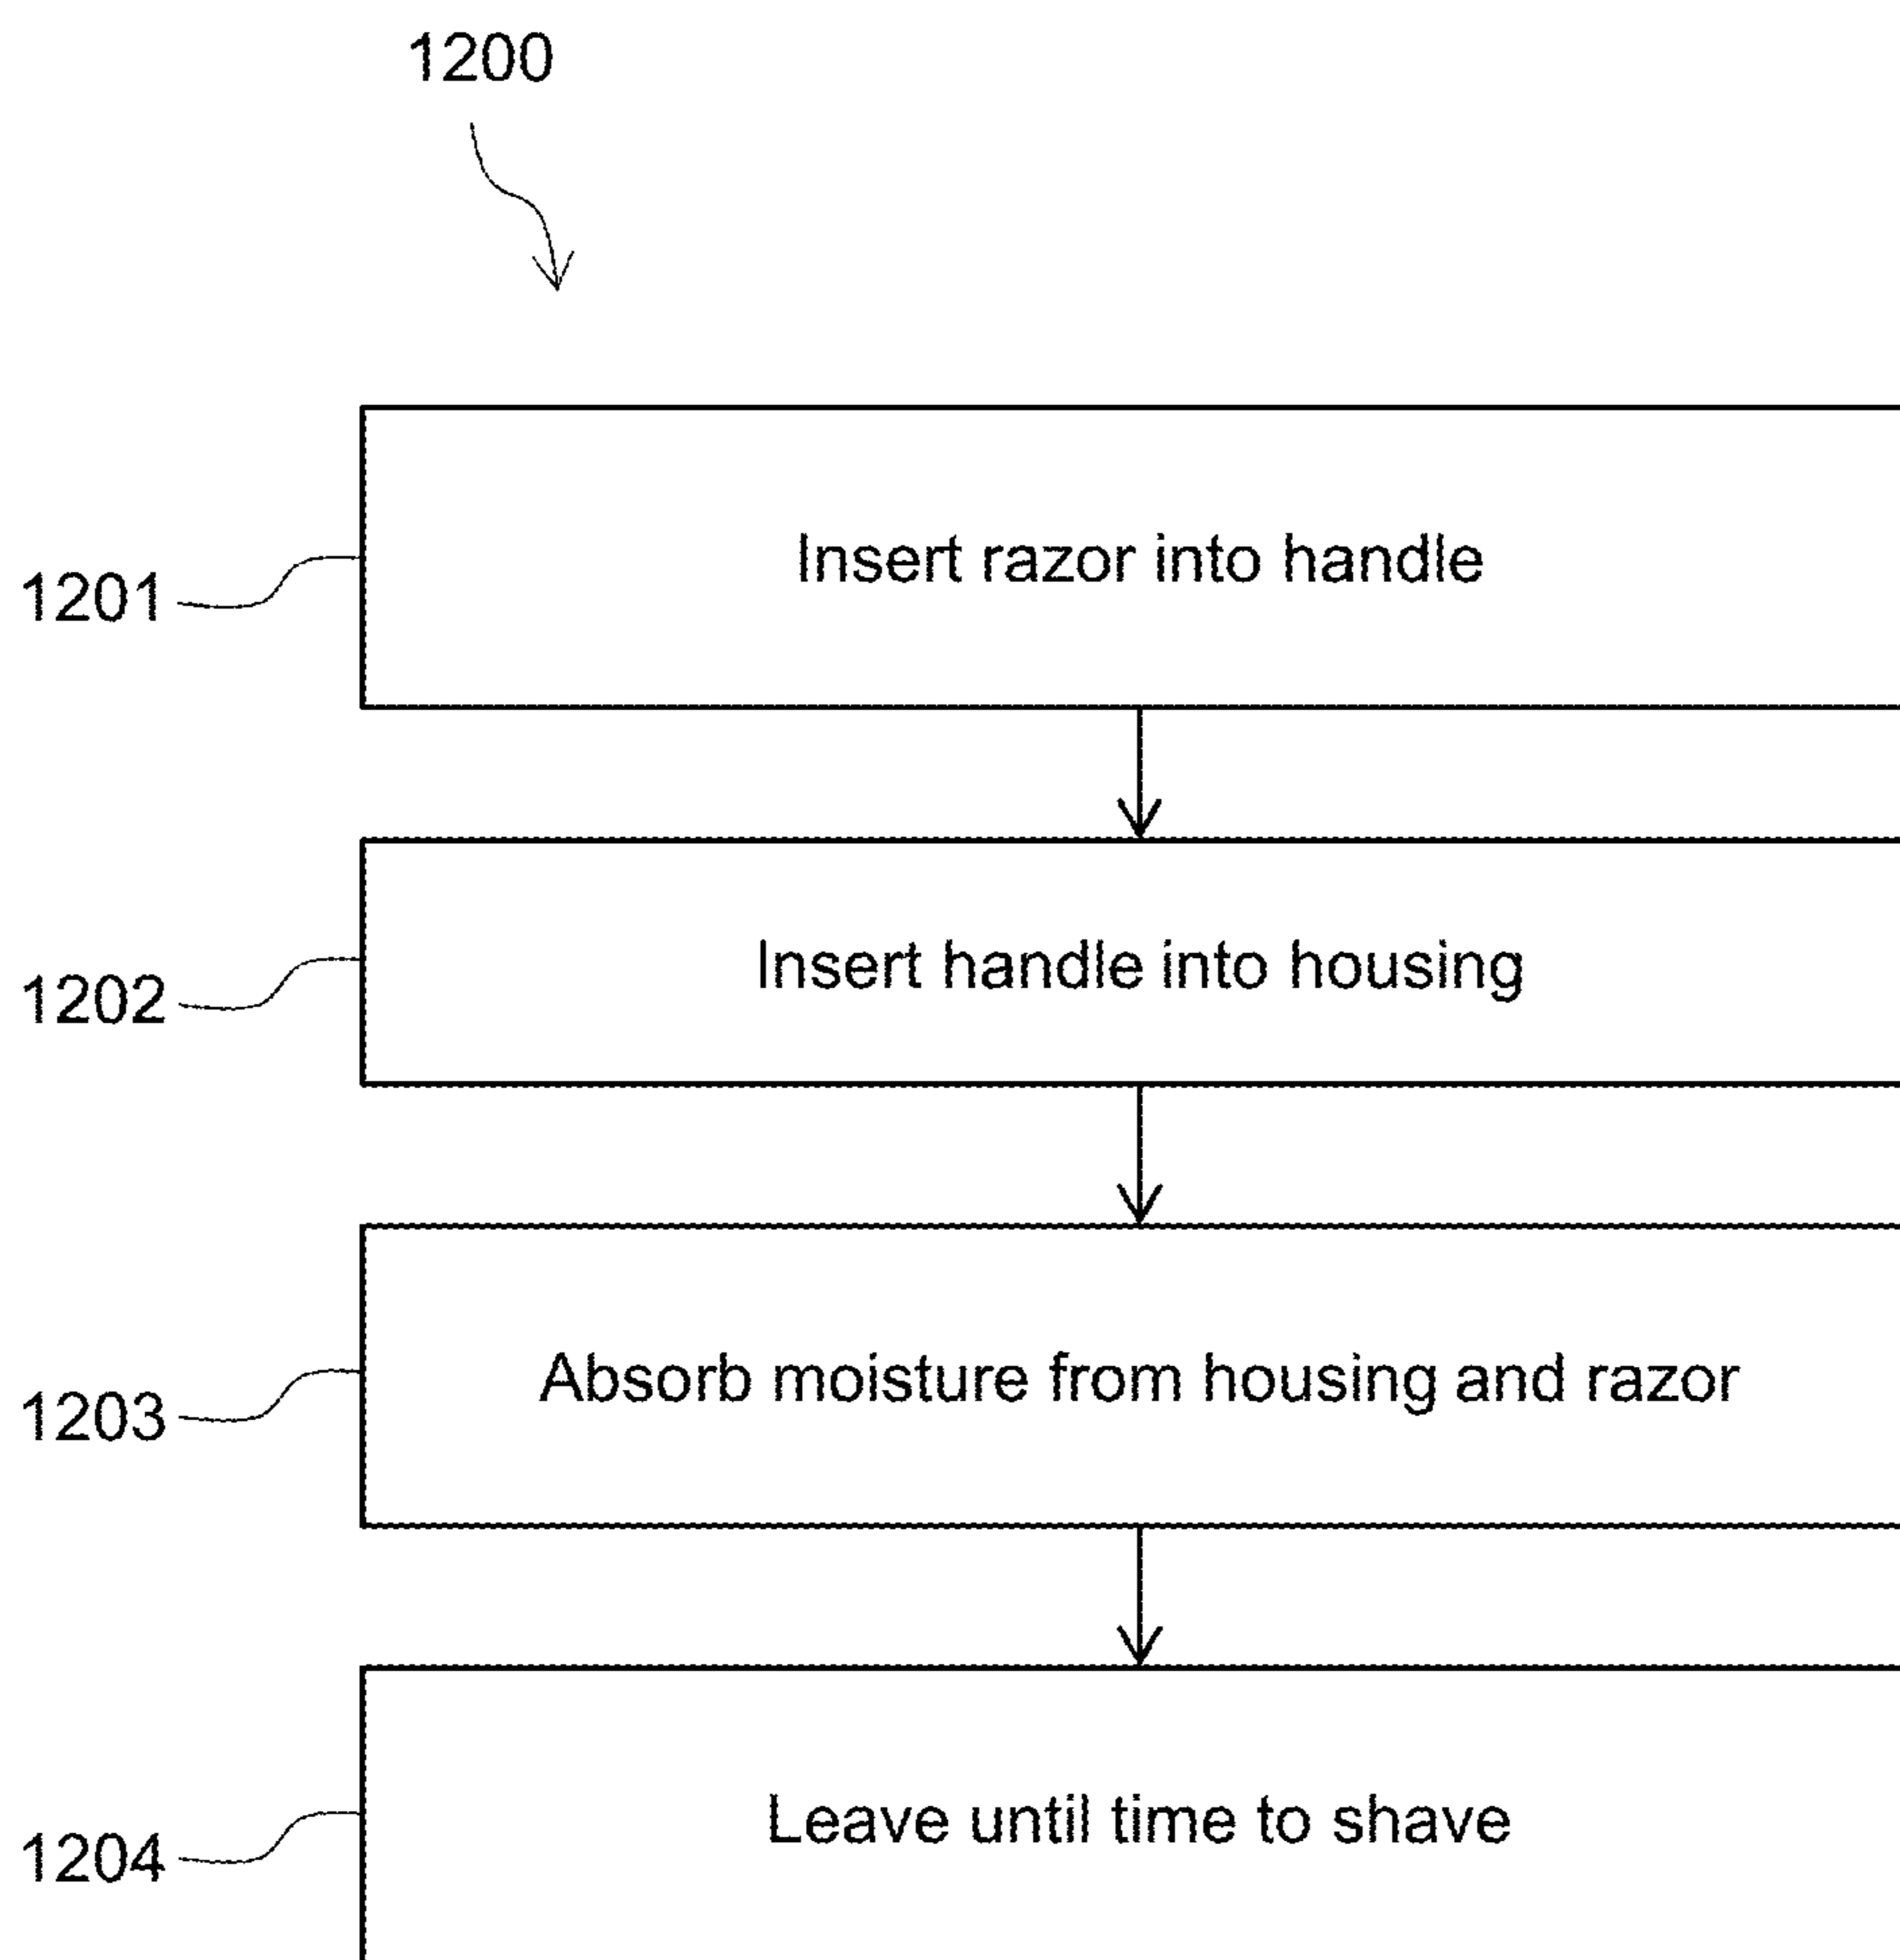 1200
Insert razor into handle
1201
Insert handle into housing
1202
Absorb moisture from housing and razor
1203
Leave until time to shave
1204